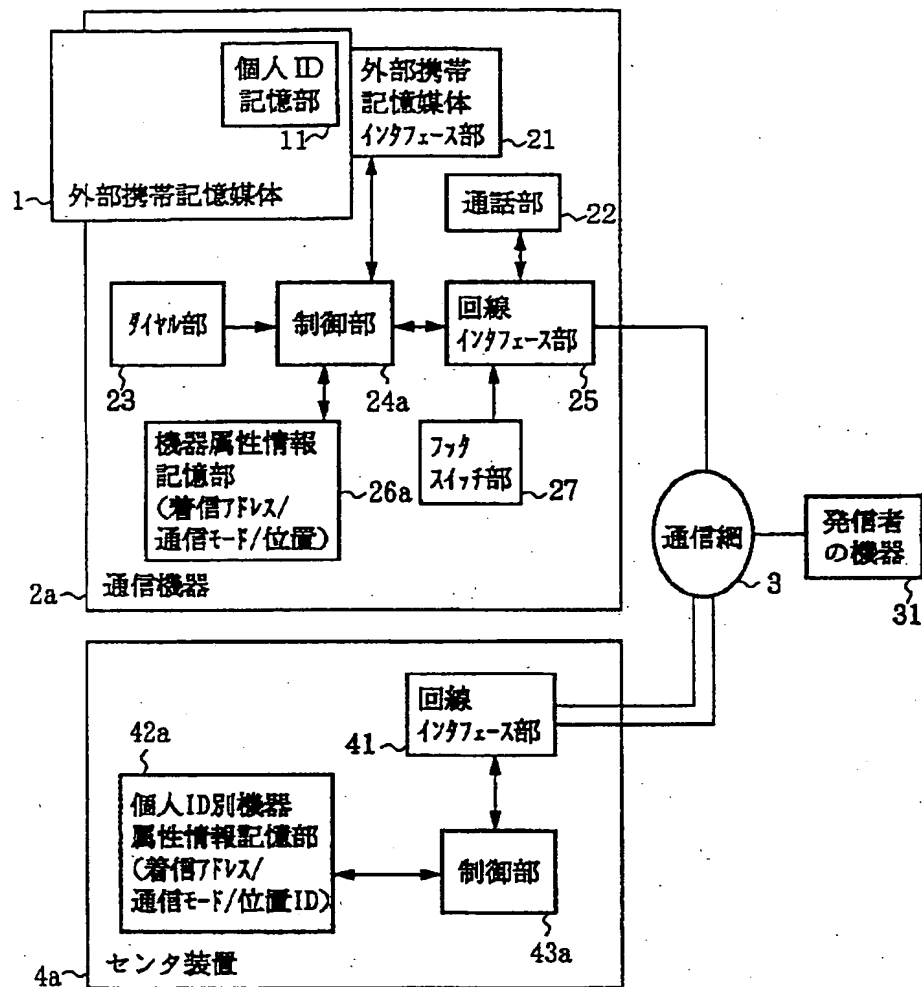 個人ID
記憶部
11
外部携帯
記憶媒体
インタフェース部
21
1
外部携帯記憶媒体
通話部
22
ダイヤル部
23
制御部
24a
回線
インタフェース部
25
機器属性情報
記憶部
(着信アドレス/
通信モード/位置)
26a
フッタ
スイッチ部
27
2a
通信機器
通信網
3
発信者
の機器
31
回線
インタフェース部
41
42a
個人ID別機器
属性情報記憶部
(着信アドレス/
通信モード/位置ID)
制御部
43a
4a
センタ装置